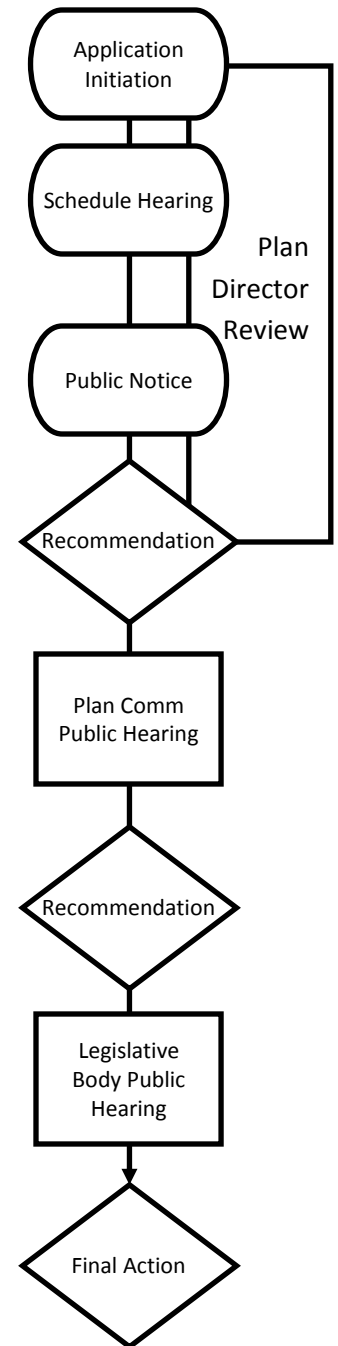 Application
Initiation
Schedule Hearing
Plan
Director
Review
Public Notice
Recommendation
Plan Comm
Public Hearing
Recommendation
Legislative
Body Public
Hearing
Final Action